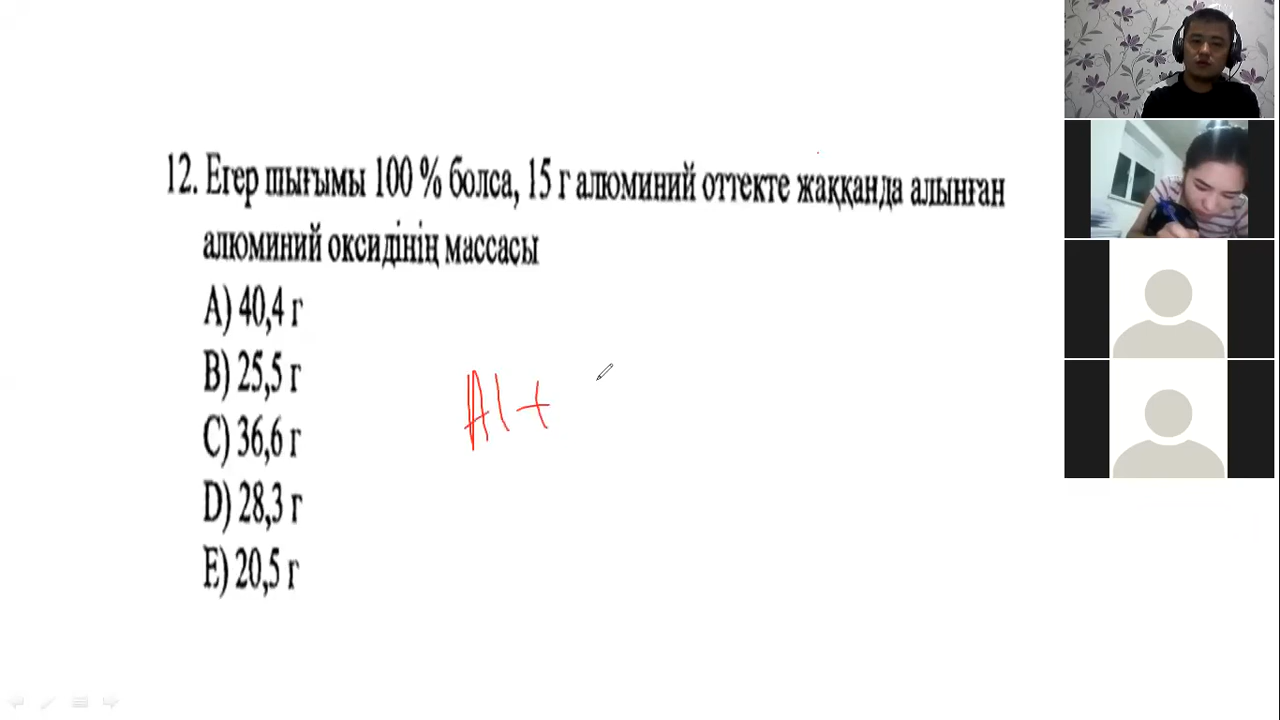 12. Егер шығымы 100 % болса, 15 г алюминий оттекте жаққанда алынған
алюминий оксидінің массасы
A) 40,4 г
B) 25,5 г
C) 36,6 г
D) 28,3 г
E) 20,5 г
Al +